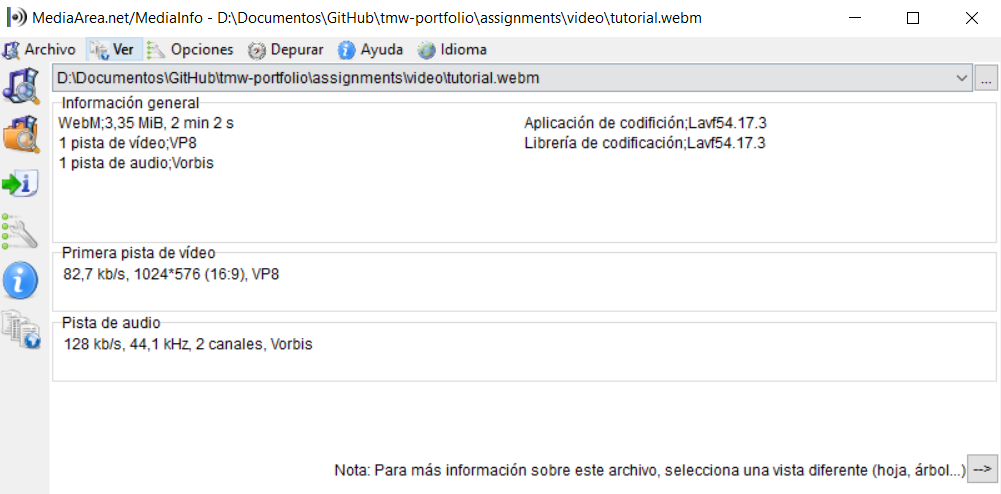 MediaArea.net/MediaInfo - D:\Documentos\GitHub\tmw-portfolio\assignments\video\tutorial.webm
Archivo Ver Opciones Depurar Ayuda Idioma
D:\Documentos\GitHub\tmw-portfolio\assignments\video\tutorial.webm ...
Información general
WebM;3,35 MiB, 2 min 2 s Aplicación de codifición;Lavf54.17.3
1 pista de vídeo;VP8 Librería de codificación;Lavf54.17.3
1 pista de audio;Vorbis
Primera pista de vídeo
82,7 kb/s, 1024*576 (16:9), VP8
Pista de audio
128 kb/s, 44,1 kHz, 2 canales, Vorbis
Nota: Para más información sobre este archivo, selecciona una vista diferente (hoja, árbol...) -->